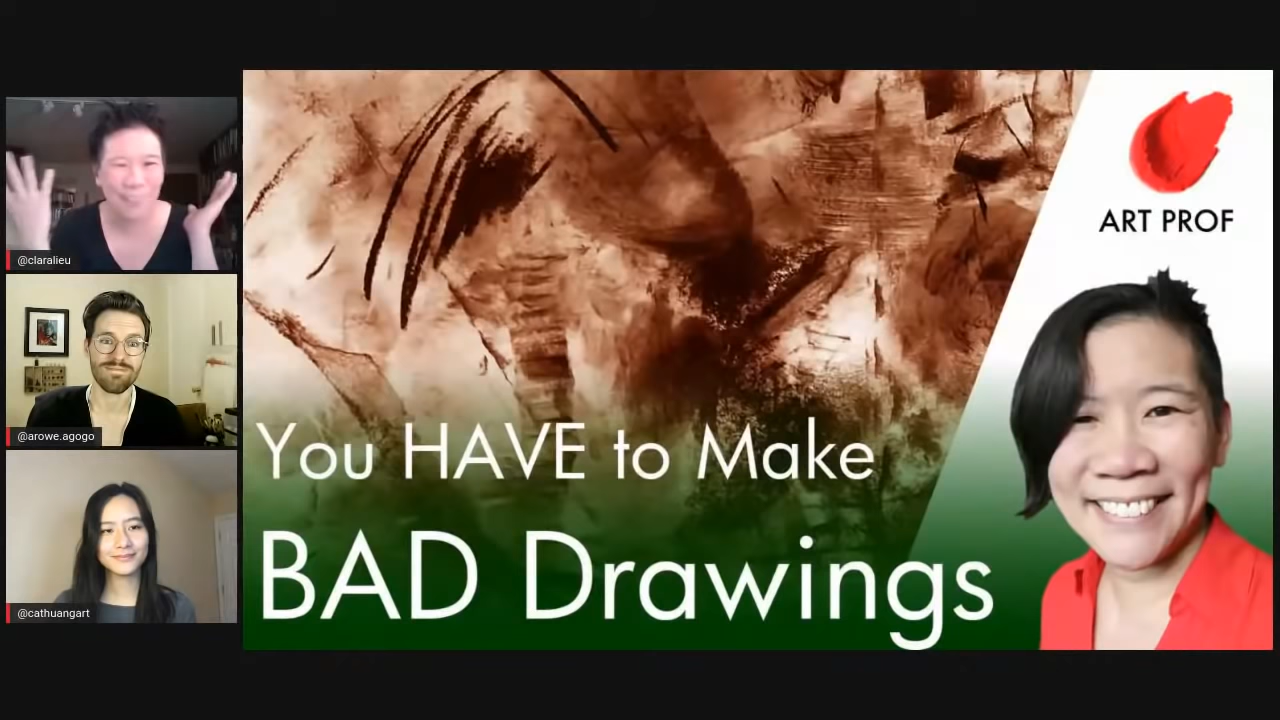 @claralieu
@arowe.agogo
@cathuangart
ART PROF
You HAVE to Make
BAD Drawings